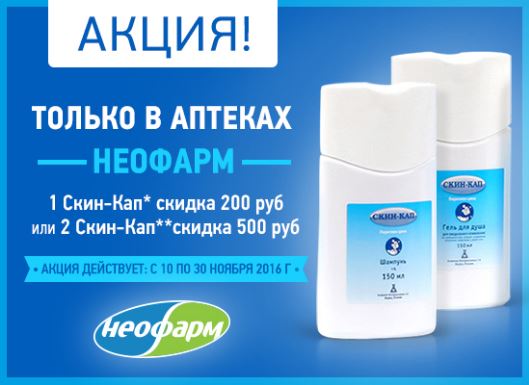 АКЦИЯ!
ТОЛЬКО В АПТЕКАХ
НЕОФАРМ
1 Скин-Кап* скидка 200 руб
или 2 Скин-Кап**скидка 500 руб
• АКЦИЯ ДЕЙСТВУЕТ: С 10 ПО 30 НОЯБРЯ 2016 Г •
неофарм
СКИН-КАП
Шампунь
150 мл
СКИН-КАП
Гель для душа
150 мл